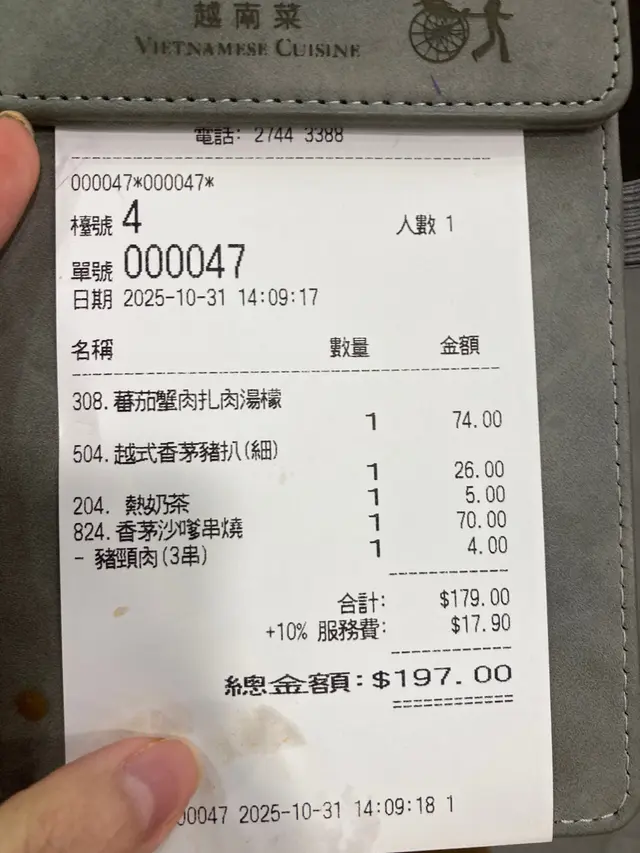 越南菜
VIETNAMESE CUISINE
電話: 2744 3388
000047*000047*
檯號 4 人數 1
單號 000047
日期 2025-10-31 14:09:17
名稱 數量 金額
308.蕃茄蟹肉扎肉湯檬
1 74.00
504.越式香茅豬扒(細)
1 26.00
204. 熱奶茶 1 5.00
824.香茅沙嗲串燒 1 70.00
- 豬頸肉(3串) 1 4.00
合計: $179.00
+10% 服務費: $17.90
總金額: $197.00
0047 2025-10-31 14:09:18 1